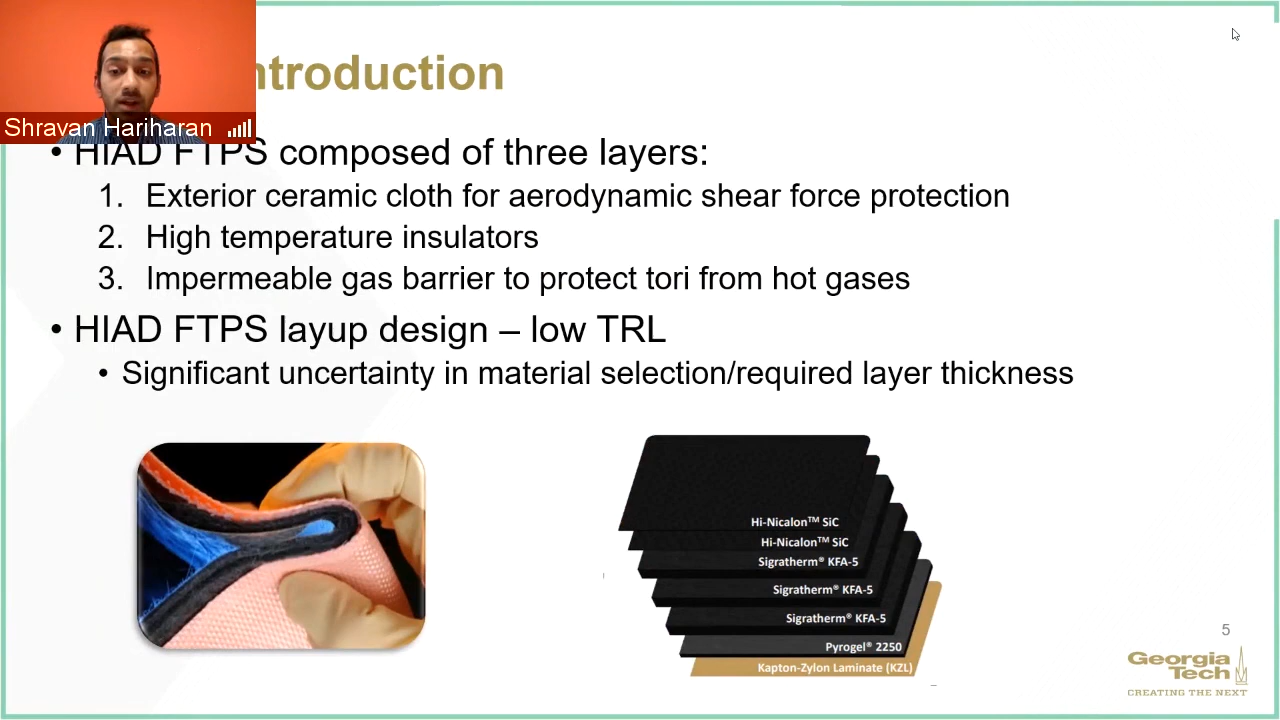 ntroduction
Shravan Hariharan
• HIAD FTPS composed of three layers:
1. Exterior ceramic cloth for aerodynamic shear force protection
2. High temperature insulators
3. Impermeable gas barrier to protect tori from hot gases
• HIAD FTPS layup design – low TRL
• Significant uncertainty in material selection/required layer thickness
Hi-Nicalon™ SiC
Hi-Nicalon™ SiC
Sigratherm® KFA-5
Sigratherm® KFA-5
Sigratherm® KFA-5
Pyrogel® 2250
Kapton-Zylon Laminate (KZL)
5
Georgia
Tech
CREATING THE NEXT